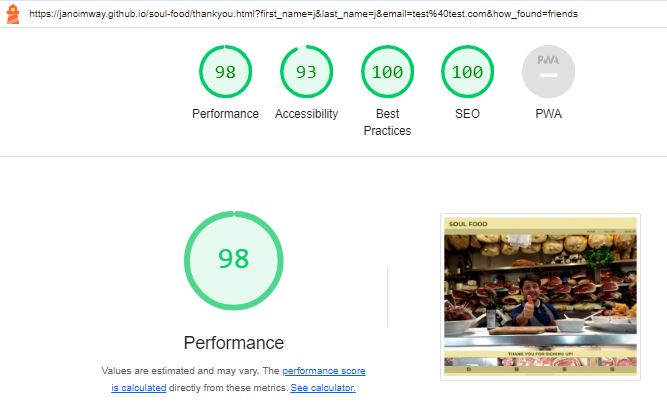 https://jancimway.github.io/soul-food/thankyou.html?first_name=j&last_name=j&email=test%40test.com&how_found=friends
98
93
100
100
PWA
Performance
Accessibility
Best
Practices
SEO
PWA
98
Performance
Values are estimated and may vary. The performance score
is calculated directly from these metrics. See calculator.
SOUL FOOD
THANK YOU FOR SIGNING UP!